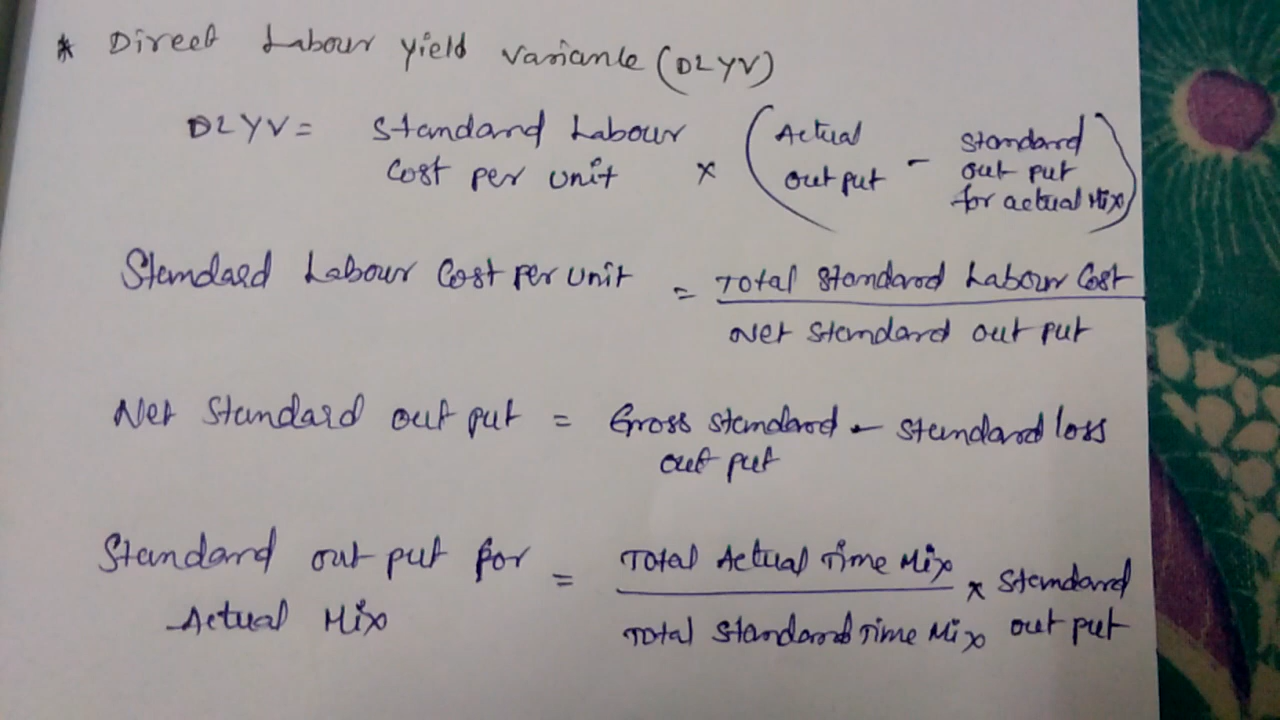 * Direct Labour yield variance (DLYV)
DLYV = Standard Labour Cost per unit x (Actual out put - standard out put for actual Mix)
Standard Labour Cost per unit = Total Standard Labour Cost / Net Standard out put
Net Standard out put = Gross standard out put - standard loss
Standard out put for Actual Mix = Total Actual Time Mix / Total Standard Time Mix x Standard out put